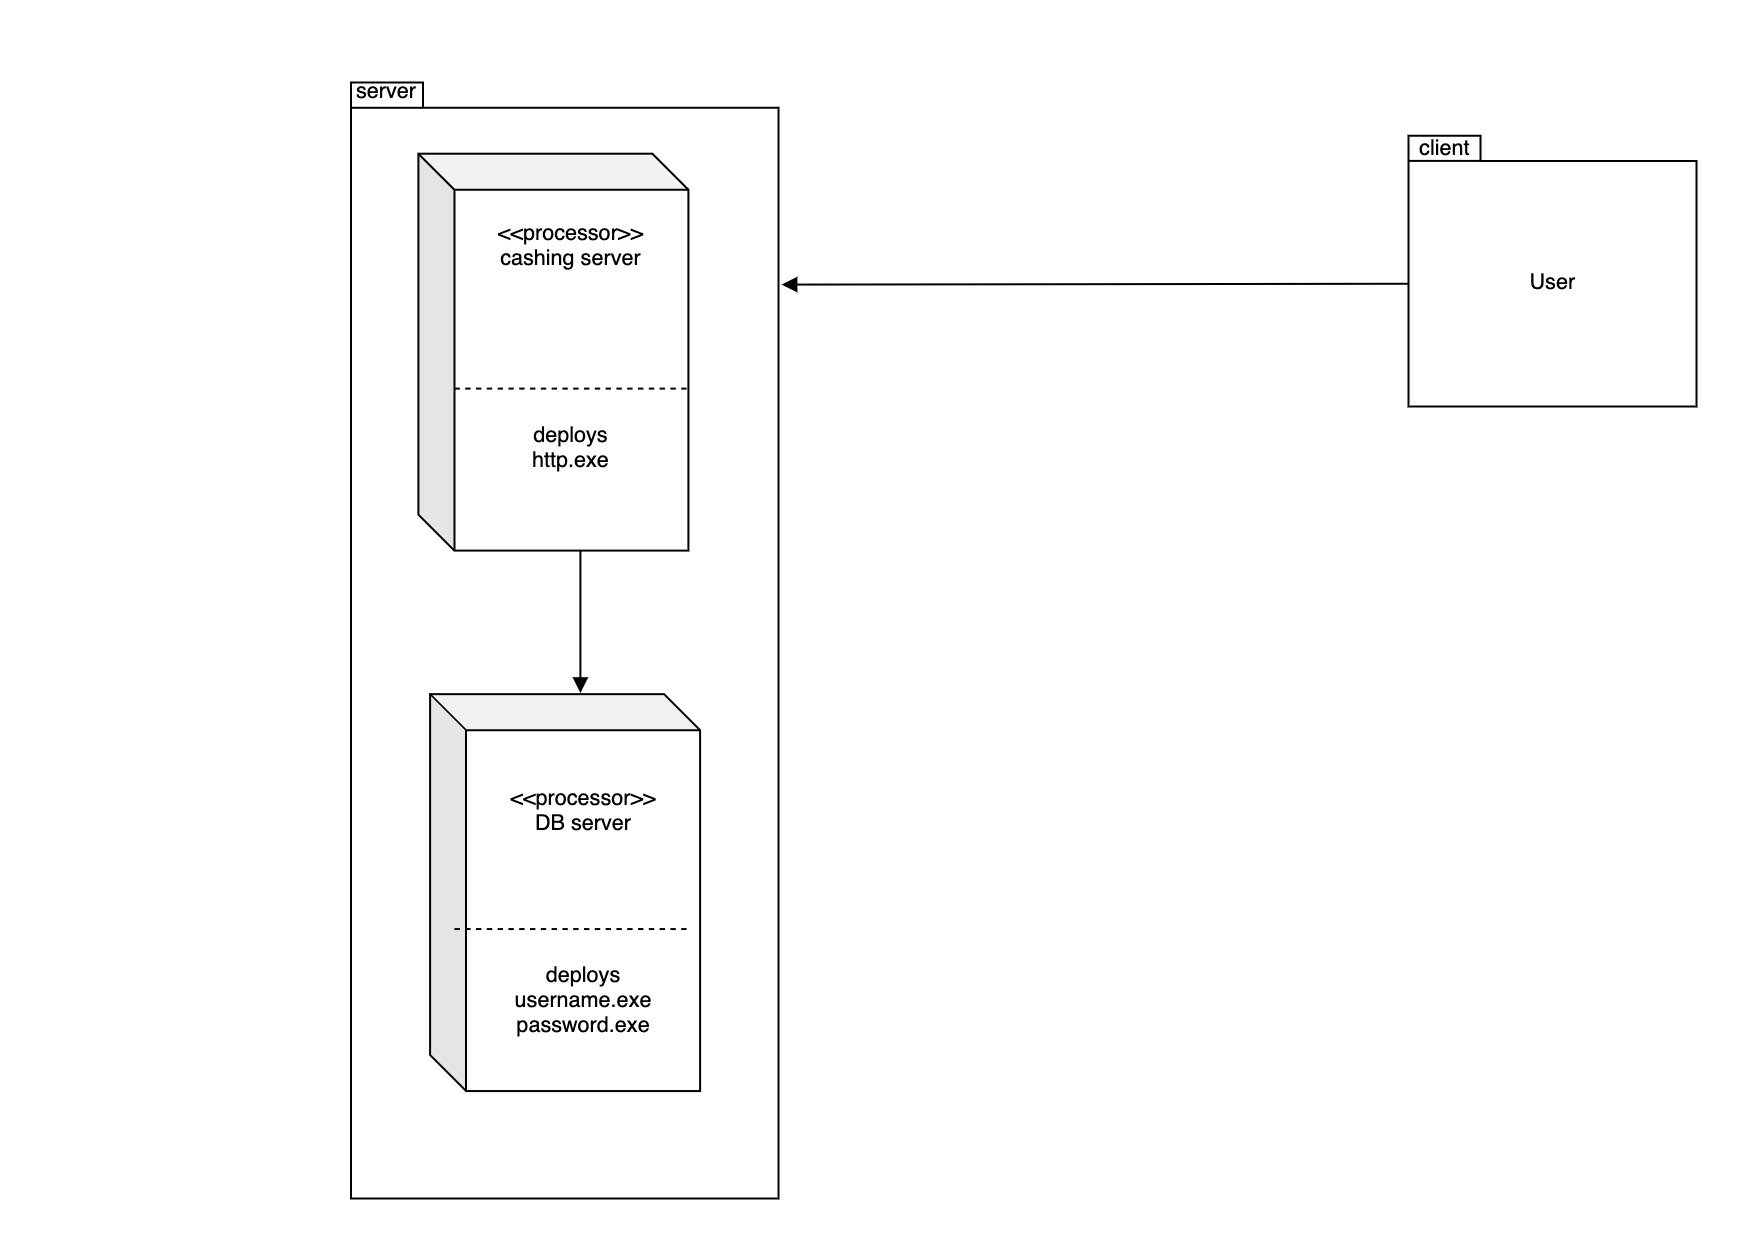 server
<<processor>>
cashing server
deploys
http.exe
<<processor>>
DB server
deploys
username.exe
password.exe
client
User